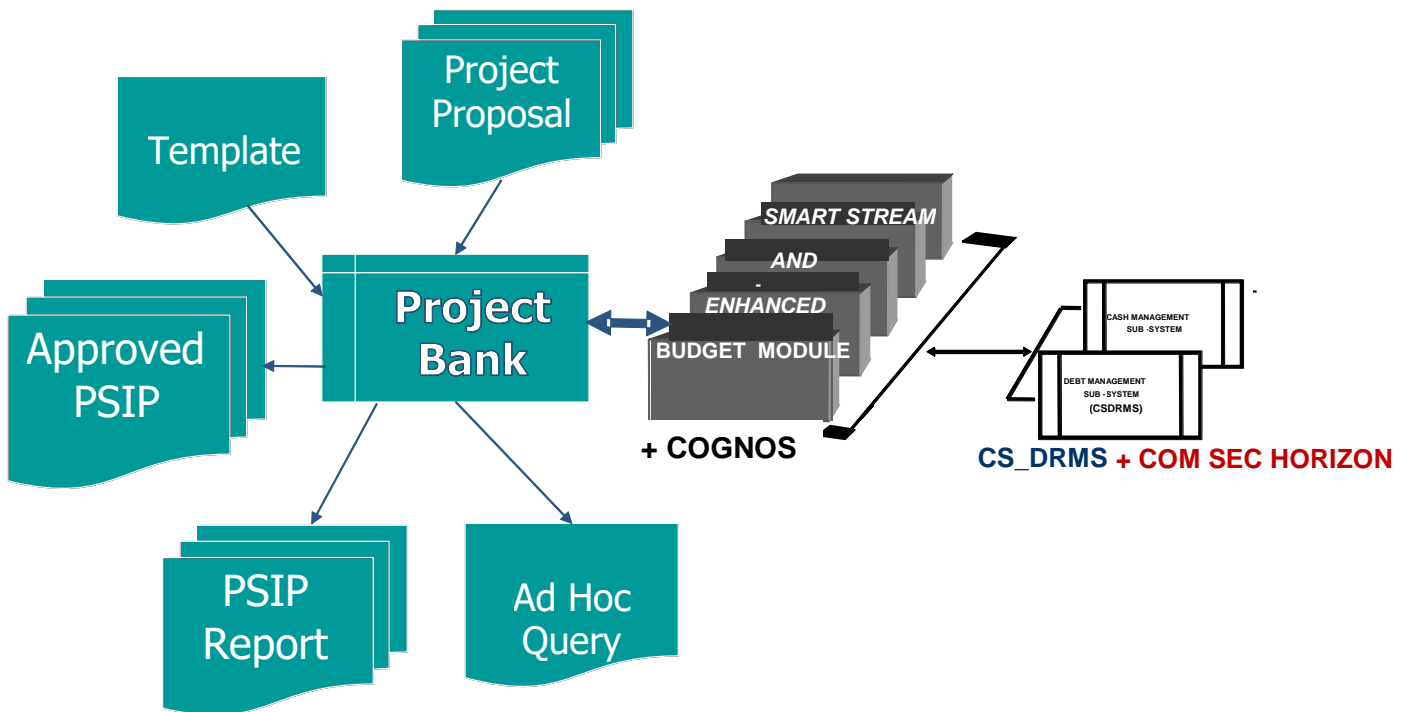 Project
Proposal
Template
SMART STREAM
AND
-
ENHANCED
BUDGET MODULE
+ COGNOS
Project
Bank
Approved
PSIP
PSIP
Report
Ad Hoc
Query
CASH MANAGEMENT
SUB -SYSTEM
-
DEBT MANAGEMENT
SUB - SYSTEM
(CSDRMS)
CS_DRMS + COM SEC HORIZON